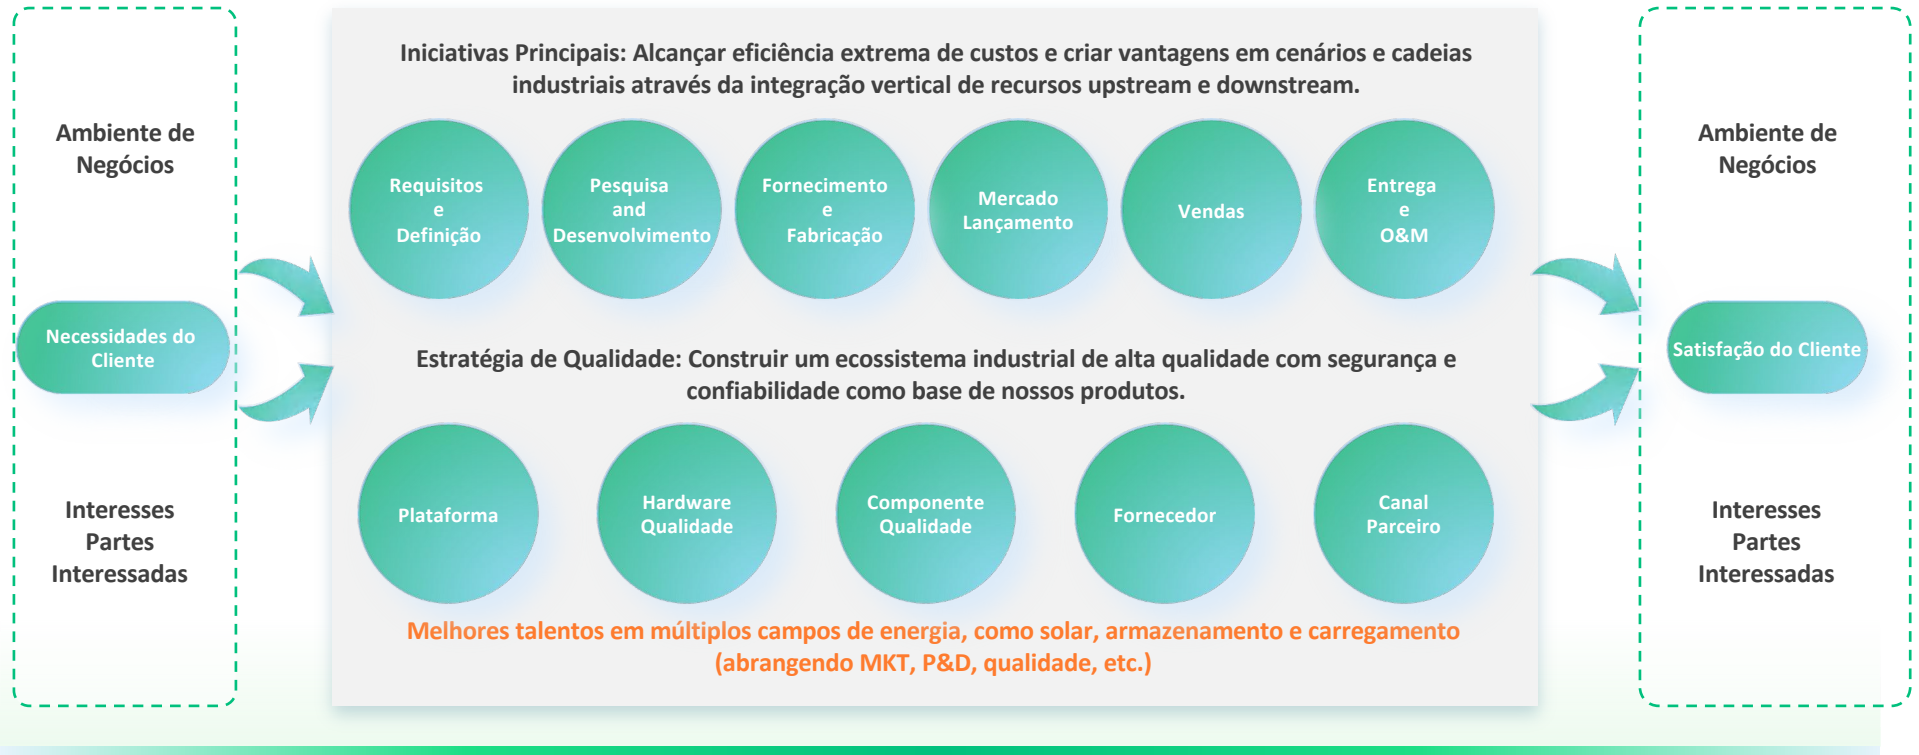 Ambiente de
Negócios
Necessidades do
Cliente
Interesses
Partes
Interessadas
Iniciativas Principais: Alcançar eficiência extrema de custos e criar vantagens em cenários e cadeias
industriais através da integração vertical de recursos upstream e downstream.
Requisitos
e
Definição
Pesquisa
and
Desenvolvimento
Fornecimento
e
Fabricação
Mercado
Lançamento
Vendas
Entrega
e
O&M
Estratégia de Qualidade: Construir um ecossistema industrial de alta qualidade com segurança e
confiabilidade como base de nossos produtos.
Plataforma
Hardware
Qualidade
Componente
Qualidade
Fornecedor
Canal
Parceiro
Melhores talentos em múltiplos campos de energia, como solar, armazenamento e carregamento
(abrangendo MKT, P&D, qualidade, etc.)
Ambiente de
Negócios
Satisfação do Cliente
Interesses
Partes
Interessadas